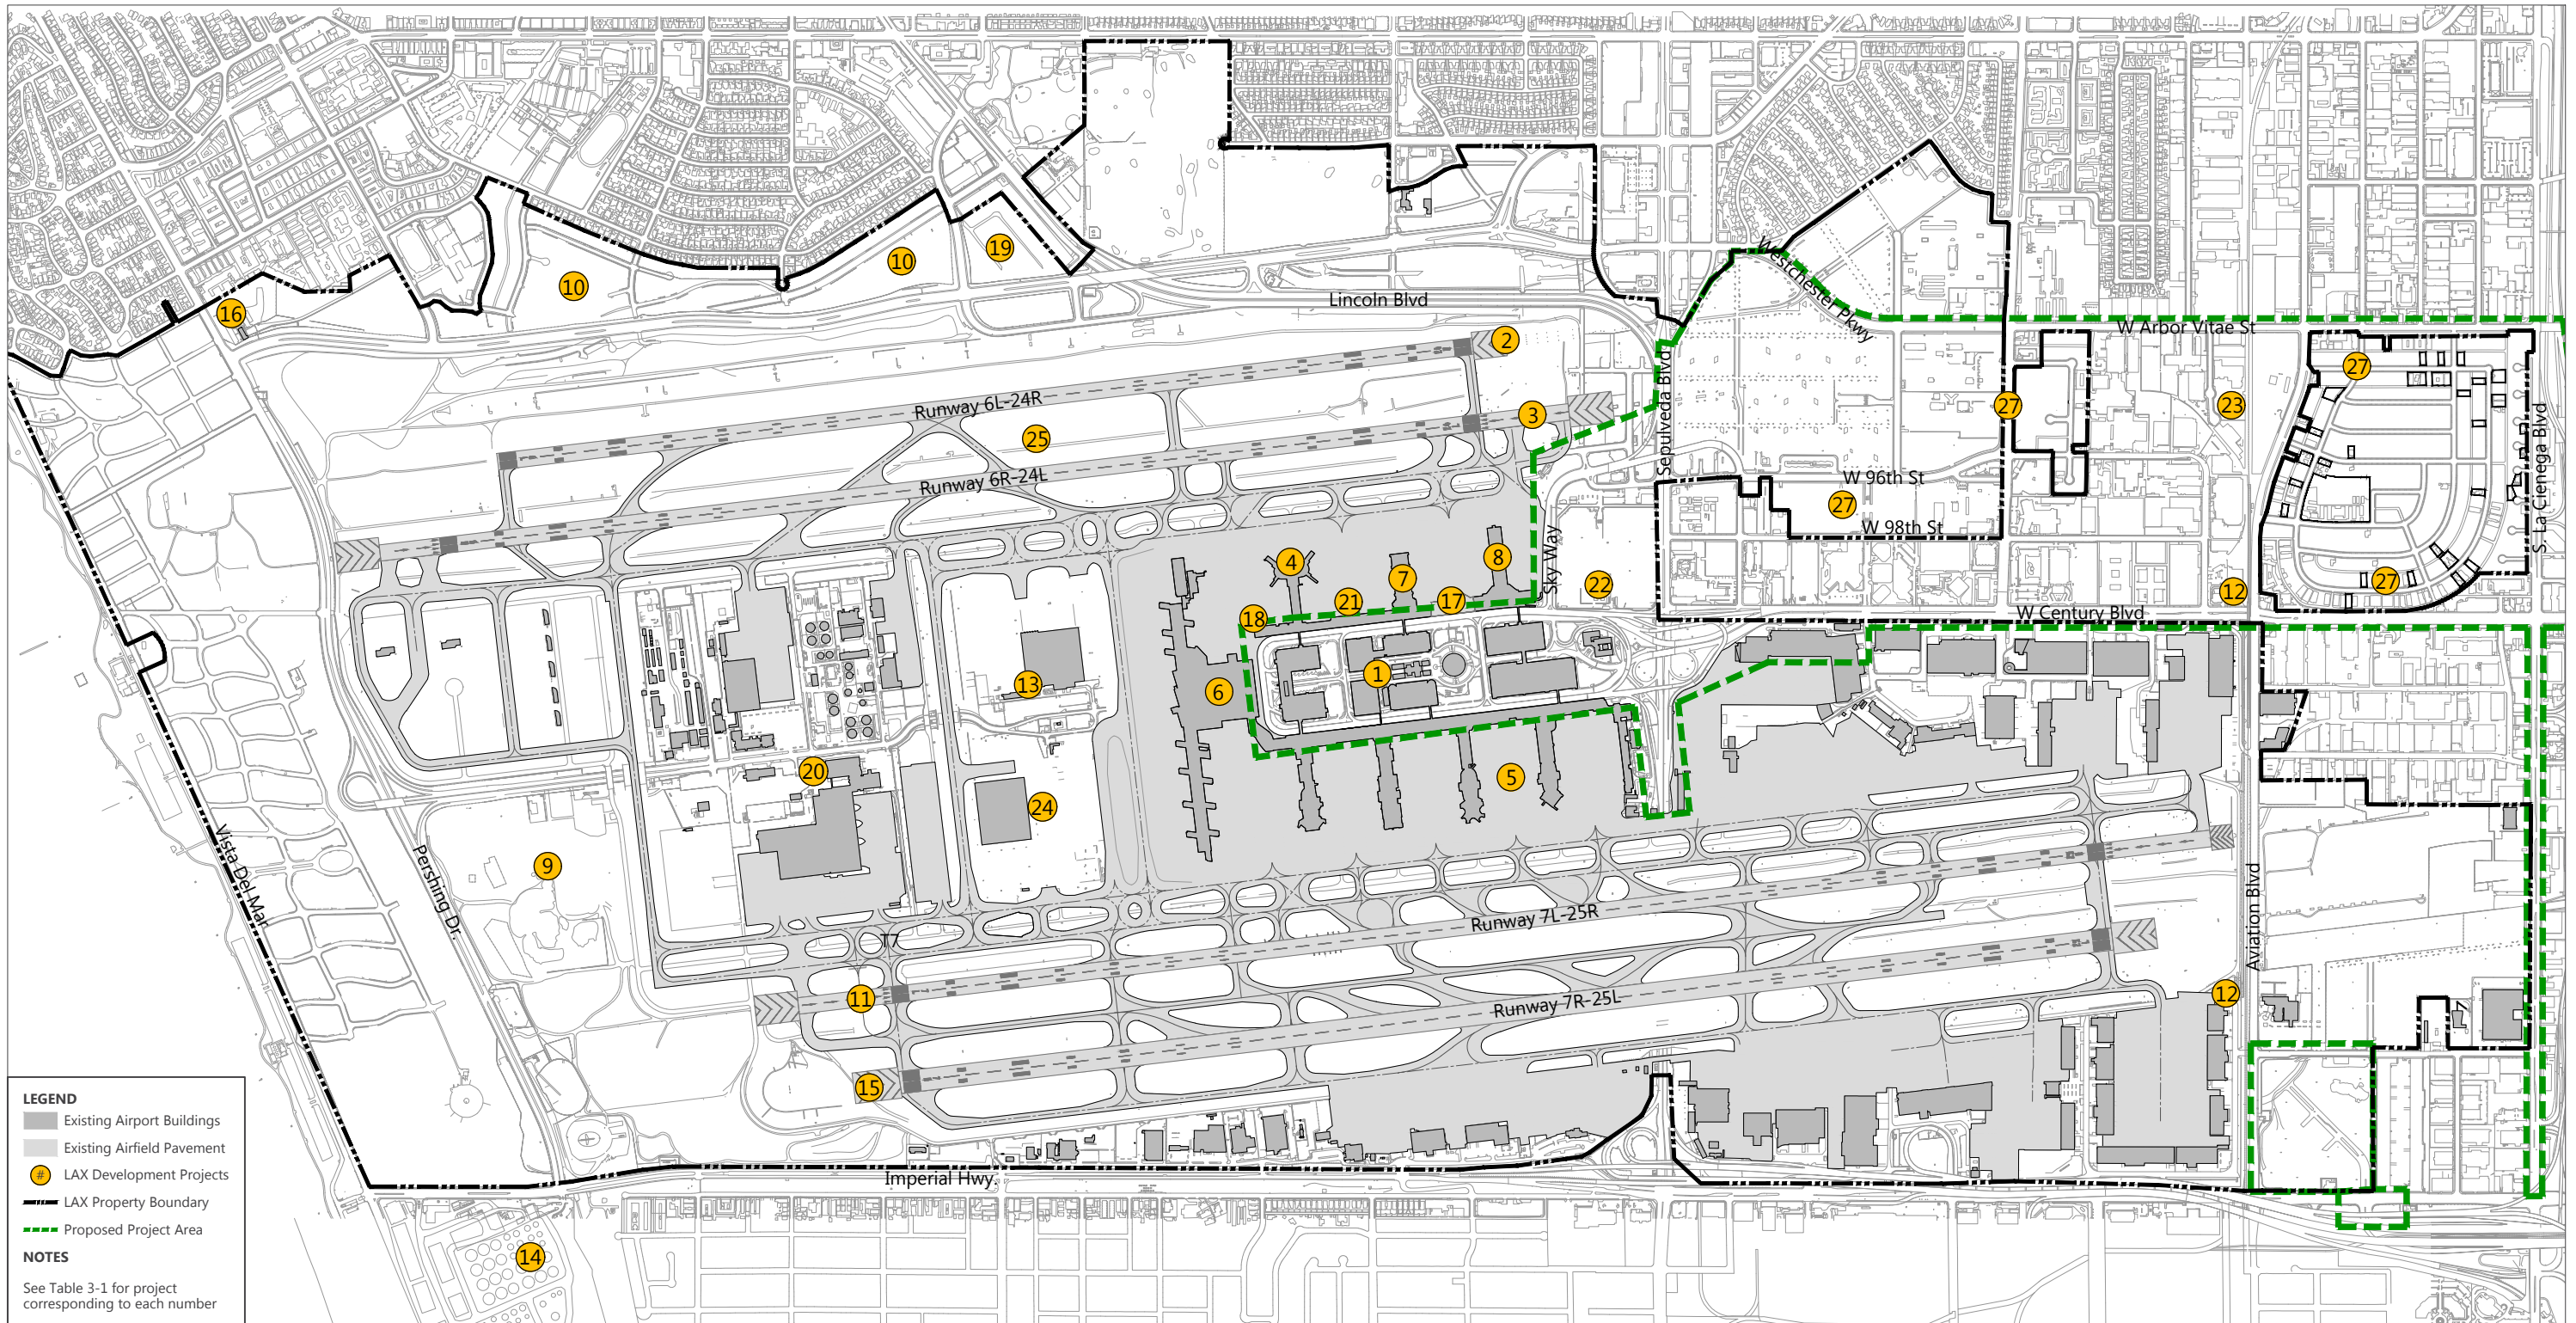 Westchester Pkwy
10
19
10
Lincoln Blvd
16
W Arbor Vitae St
2
27
Sepulveda Blvd
Runway 6L-24R
3
27
23
25
S. La Cienega Blvd
Runway 6R-24L
W 96th St
27
W 98th St
Sky Way
4
7
8
22
27
12
21
17
18
W Century Blvd
1
13
6
20
5
24
9
Vista Del Mar
Pershing Dr.
Aviation Blvd
Runway 7L-25R
T7
11
12
Runway 7R-25L
15
Imperial Hwy.
14
LEGEND
Existing Airport Buildings
Existing Airfield Pavement
# LAX Development Projects
LAX Property Boundary
Proposed Project Area
NOTES
See Table 3-1 for project
corresponding to each number